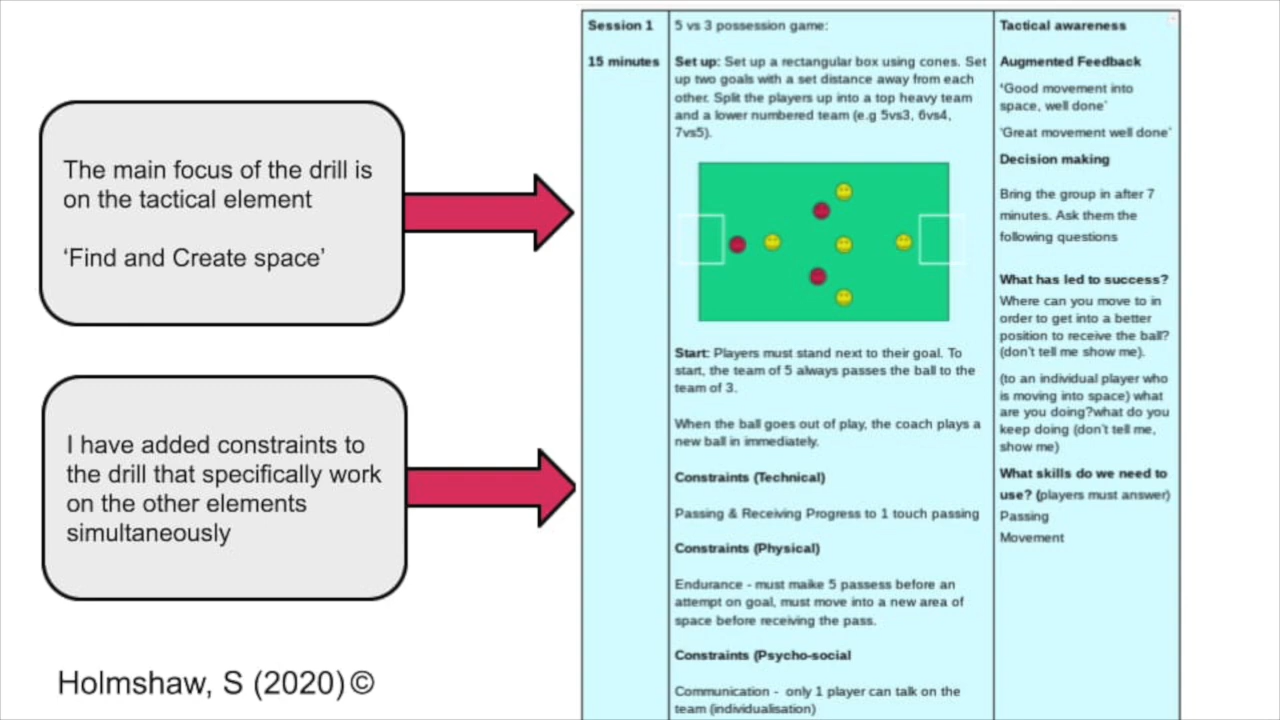 The main focus of the drill is
on the tactical element
‘Find and Create space’
I have added constraints to
the drill that specifically work
on the other elements
simultaneously
Holmshaw, S (2020)©
Session 1
15 minutes
5 vs 3 possession game:
Set up: Set up a rectangular box using cones. Set
up two goals with a set distance away from each
other. Split the players up into a top heavy team
and a lower numbered team (e.g 5vs3, 6vs4,
7vs5).
Start: Players must stand next to their goal. To
start, the team of 5 always passes the ball to the
team of 3.
When the ball goes out of play, the coach plays a
new ball in immediately.
Constraints (Technical)
Passing & Receiving Progress to 1 touch passing
Constraints (Physical)
Endurance - must maike 5 passess before an
attempt on goal, must move into a new area of
space before receiving the pass.
Constraints (Psycho-social
Communication - only 1 player can talk on the
team (individualisation)
Tactical awareness
Augmented Feedback
‘Good movement into
space, well done’
‘Great movement well done’
Decision making
Bring the group in after 7
minutes. Ask them the
following questions
What has led to success?
Where can you move to in
order to get into a better
position to receive the ball?
(don’t tell me show me).
(to an individual player who
is moving into space) what
are you doing?what do you
keep doing (don’t tell me,
show me)
What skills do we need to
use? (players must answer)
Passing
Movement